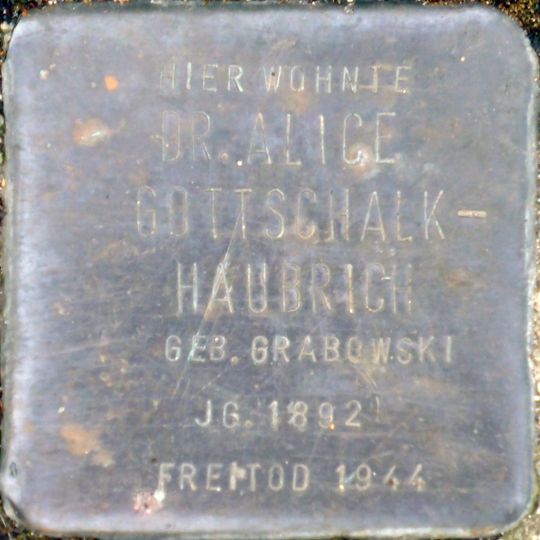 HIER WOHNTE
DR. ALICE
GOTTSCHALK-
HAUBRICH
GEB. GRABOWSKI
JG. 1892
FREITOD 1944